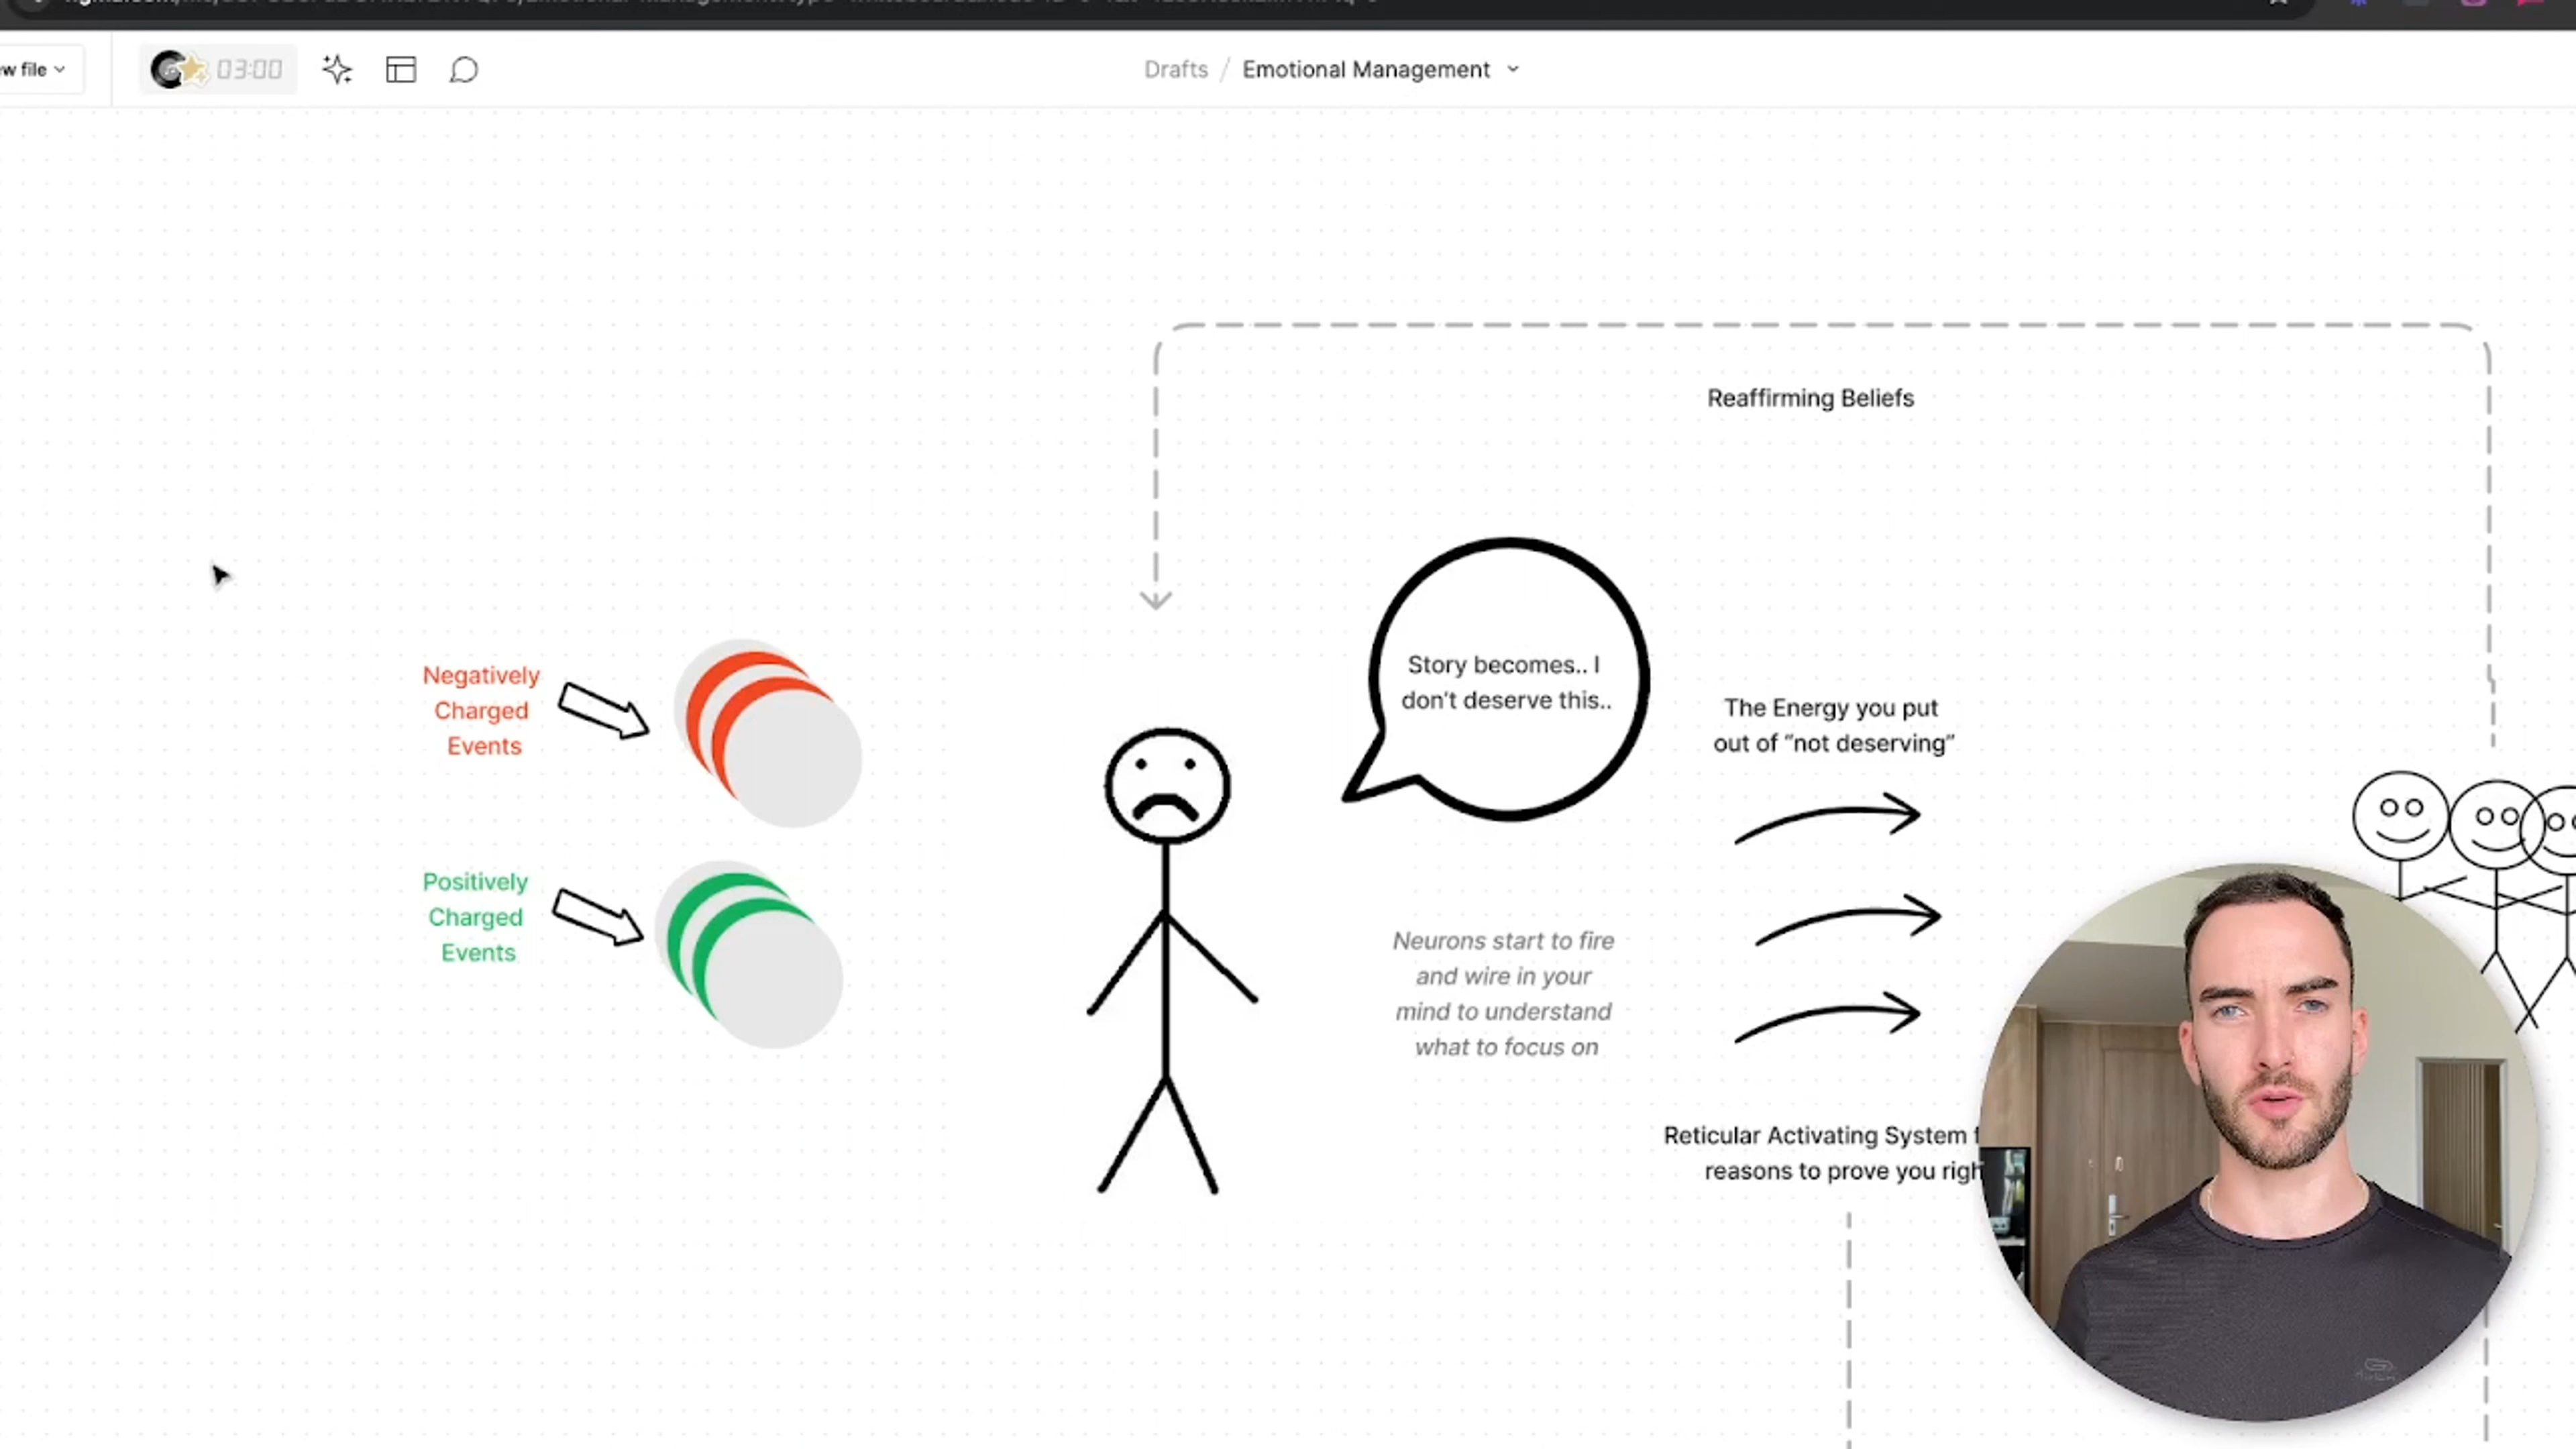 w file
03:00
Drafts / Emotional Management
Reaffirming Beliefs
Story becomes.. I
don't deserve this..
Negatively
Charged
Events
The Energy you put
out of “not deserving”
Positively
Charged
Events
Neurons start to fire
and wire in your
mind to understand
what to focus on
Reticular Activating System
reasons to prove you righ